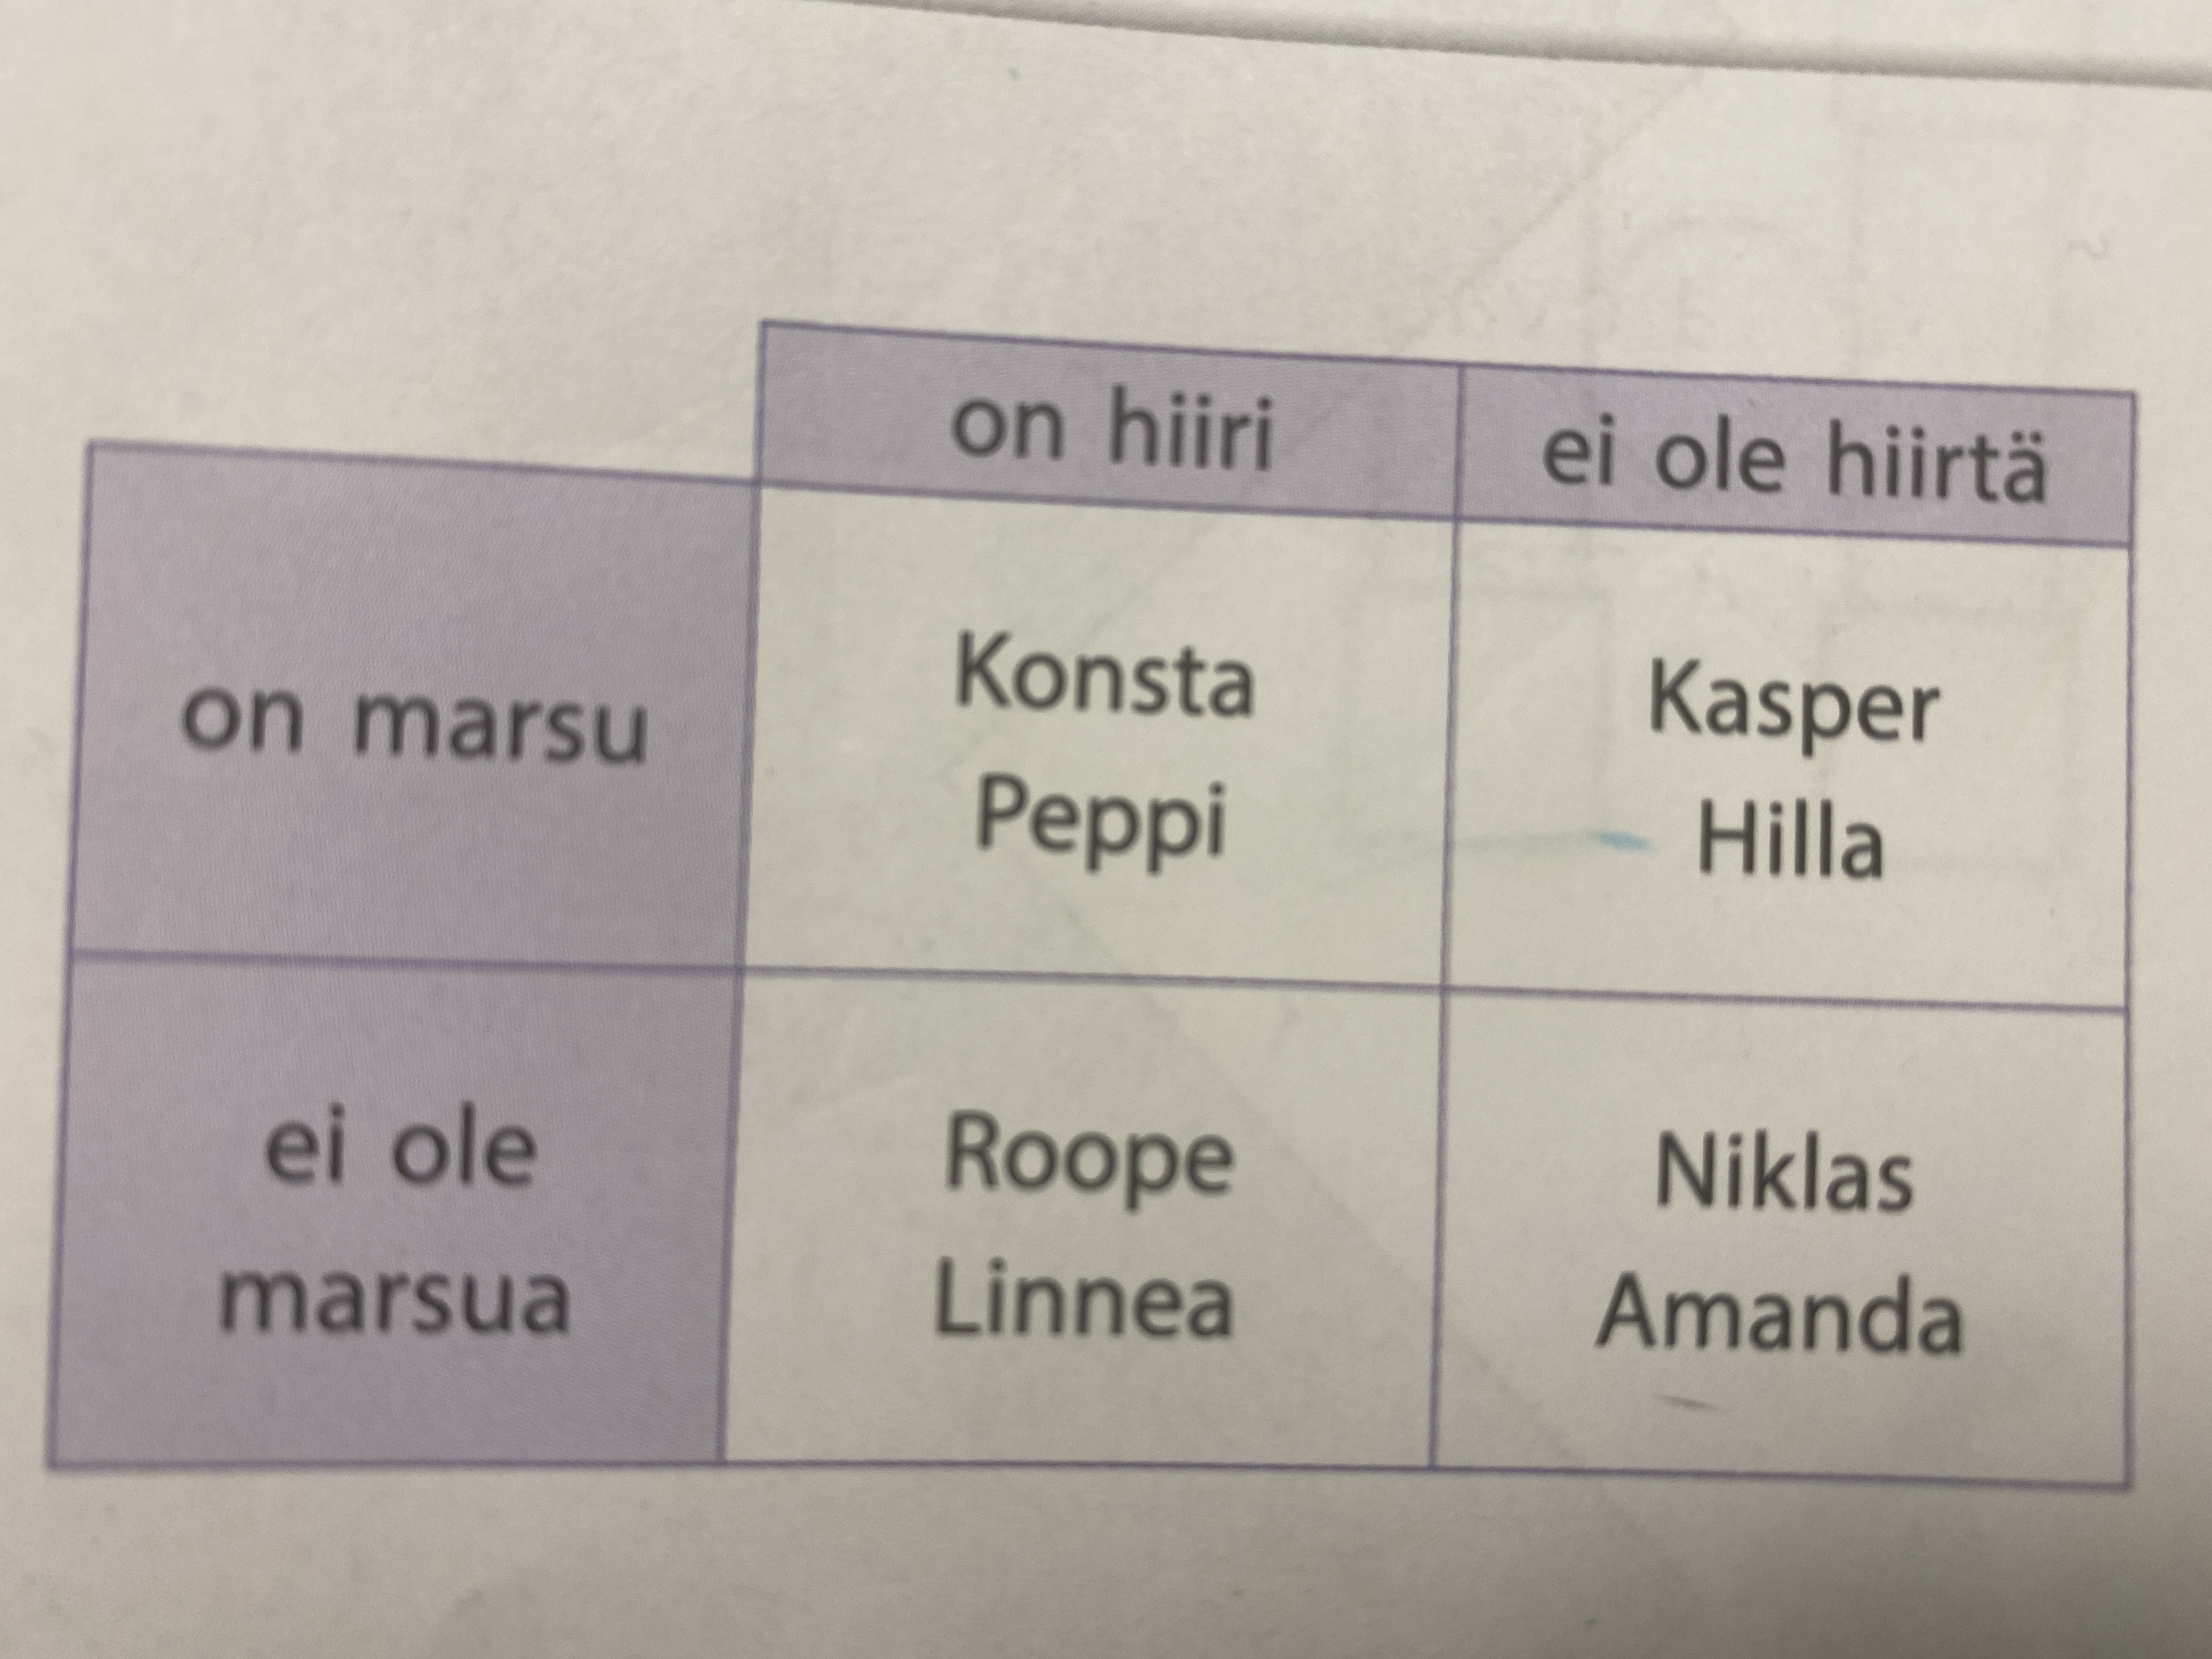 on hiiri
ei ole hiirtä
on marsu
Konsta
Peppi
Kasper
Hilla
ei ole
marsua
Roope
Linnea
Niklas
Amanda